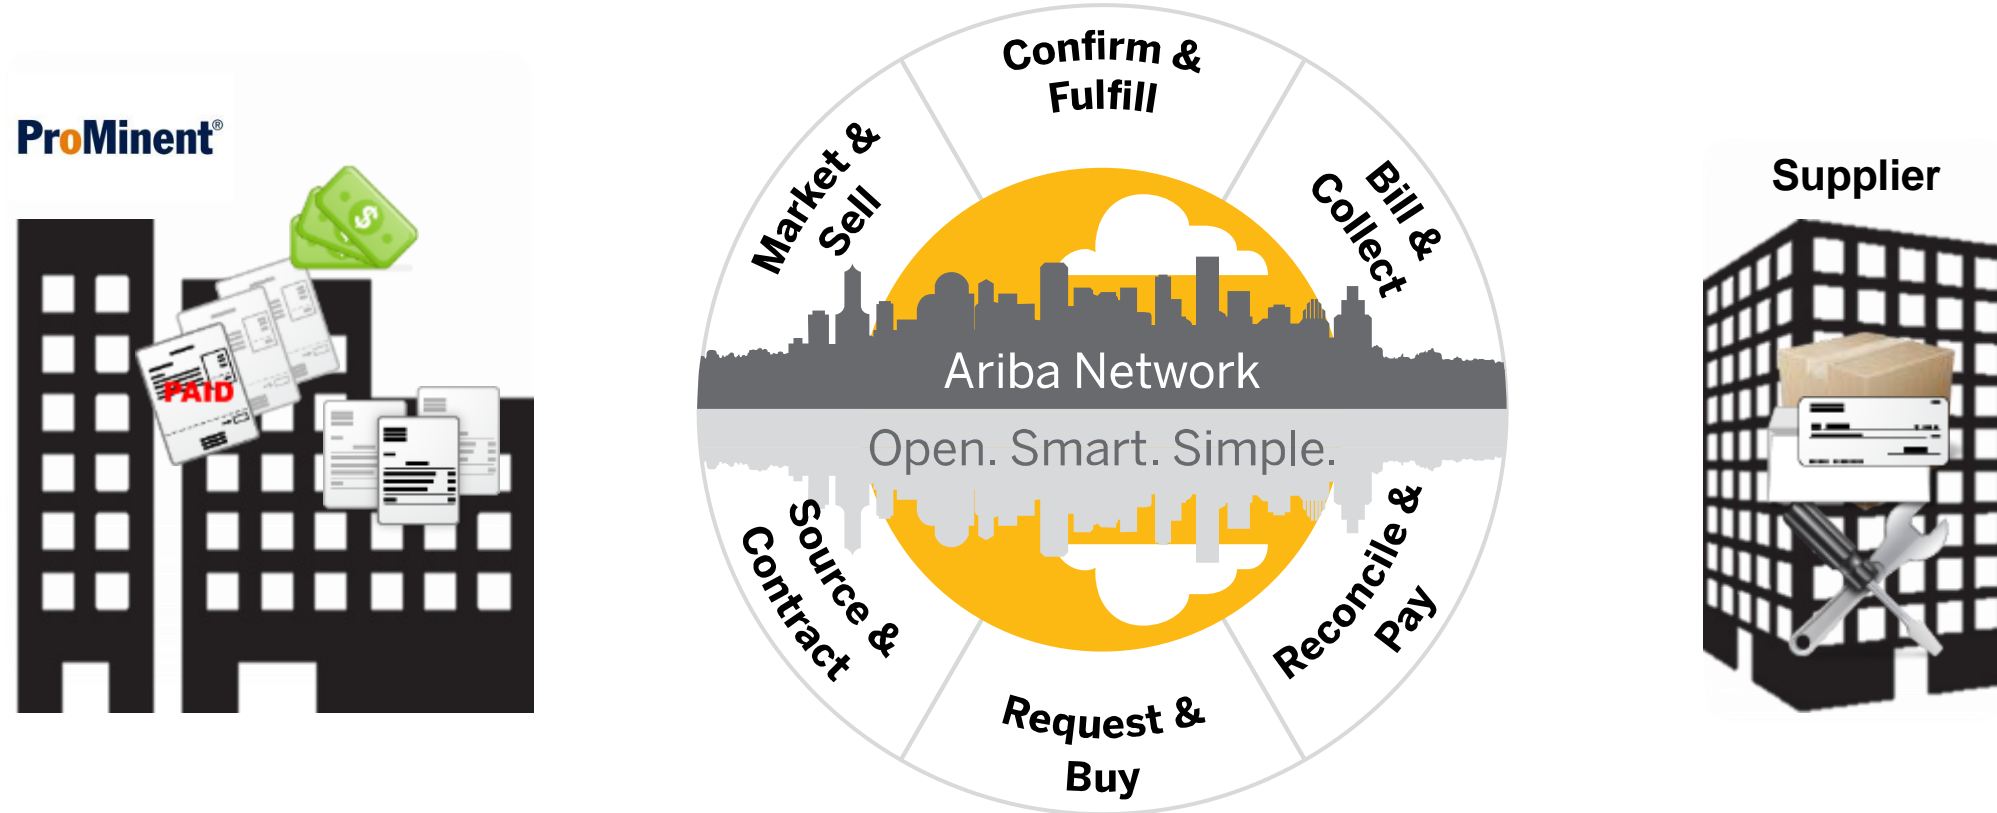 ProMinent®
PAID
Confirm &
Fulfill
Market &
Sell
Bill &
Collect
Ariba Network
Open. Smart. Simple.
Source &
Contract
Reconcile &
Pay
Request &
Buy
Supplier